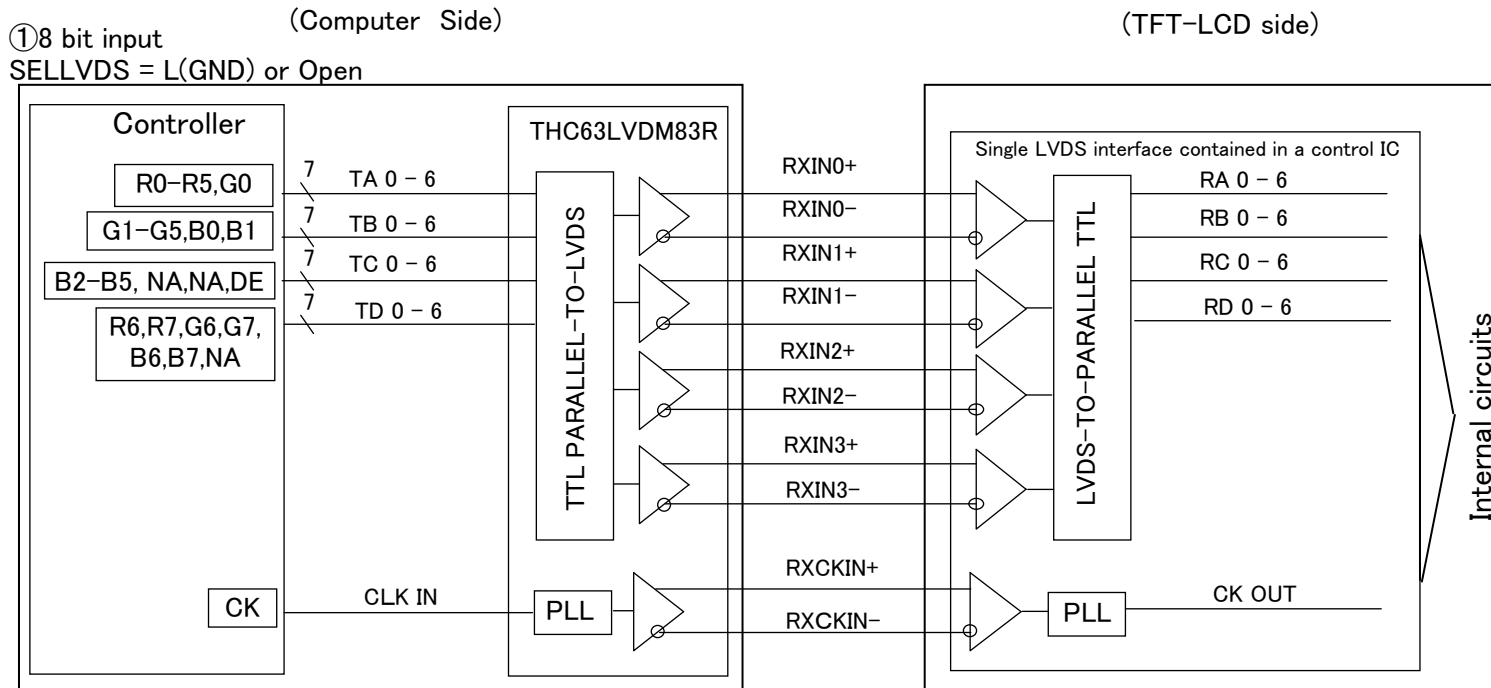 (Computer Side)
(TFT-LCD side)
①8 bit input
SELLVDS = L(GND) or Open
Controller
THC63LVDM83R
Single LVDS interface contained in a control IC
R0-R5,G0
7
TA 0 - 6
RXIN0+
RA 0 - 6
G1-G5,B0,B1
7
TB 0 - 6
RXIN0-
RB 0 - 6
B2-B5, NA,NA,DE
7
TC 0 - 6
RXIN1+
RC 0 - 6
R6,R7,G6,G7,
B6,B7,NA
7
TD 0 - 6
RXIN1-
RD 0 - 6
TTL PARALLEL-TO-LVDS
RXIN2+
RXIN2-
RXIN3+
RXIN3-
LVDS-TO-PARALLEL TTL
Internal circuits
CK
CLK IN
PLL
RXCKIN+
RXCKIN-
PLL
CK OUT